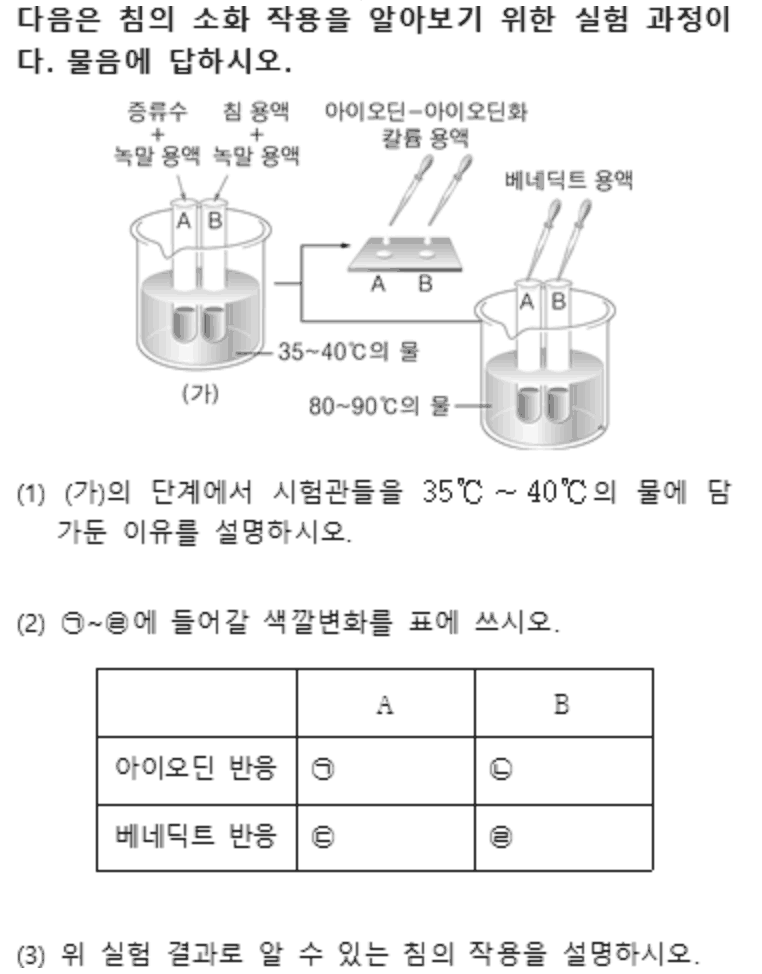 다음은 침의 소화 작용을 알아보기 위한 실험 과정이
다. 물음에 답하시오.
증류수 침 용액 아이오딘-아이오딘화
+ + 칼륨 용액
녹말 용액 녹말 용액
베네딕트 용액
A B
A B
A B
35~40℃의 물
(가)
80~90℃의 물
(1) (가)의 단계에서 시험관들을 35℃ ~ 40℃의 물에 담
가둔 이유를 설명하시오.
(2) ㉠~㉣에 들어갈 색깔변화를 표에 쓰시오.
A B
아이오딘 반응 ㉠ ㉡
베네딕트 반응 ㉢ ㉣
(3) 위 실험 결과로 알 수 있는 침의 작용을 설명하시오.